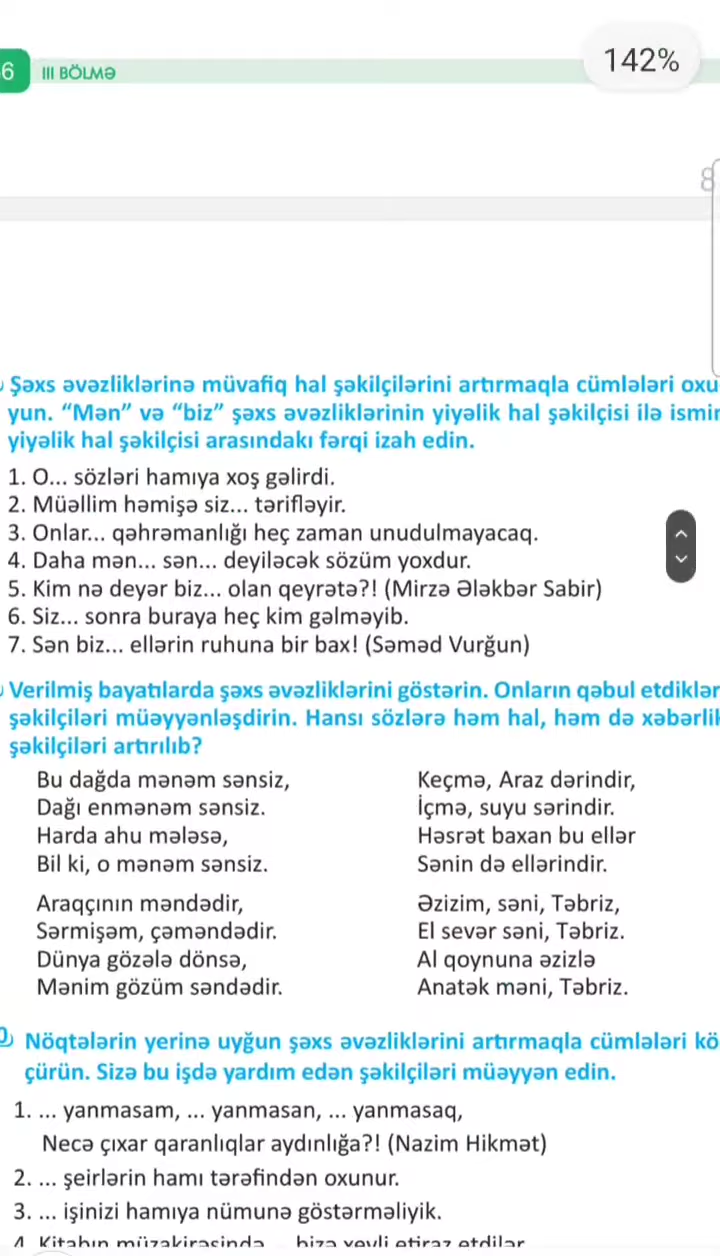 6 III BÖLMƏ
142%
8
Şəxs əvəzliklərinə müvafiq hal şəkilçilərini artırmaqla cümlələri oxu
yun. “Mən” və “biz” şəxs əvəzliklərinin yiyəlik hal şəkilçisi ilə ismin
yiyəlik hal şəkilçisi arasındakı fərqi izah edin.
1. O... sözləri hamıya xoş gəlirdi.
2. Müəllim həmişə siz... tərifləyir.
3. Onlar... qəhrəmanlığı heç zaman unudulmayacaq.
4. Daha mən... sən... deyiləcək sözüm yoxdur.
5. Kim nə deyər biz... olan qeyrətə?! (Mirzə Ələkbər Sabir)
6. Siz... sonra buraya heç kim gəlməyib.
7. Sən biz... ellərin ruhuna bir bax! (Səməd Vurğun)
Verilmiş bayatılarda şəxs əvəzliklərini göstərin. Onların qəbul etdiklər
şəkilçiləri müəyyənləşdirin. Hansı sözlərə həm hal, həm də xəbərlik
şəkilçiləri artırılıb?
Bu dağda mənəm sənsiz,
Dağı enmənəm sənsiz.
Harda ahu mələsə,
Bil ki, o mənəm sənsiz.
Araqçının məndədir,
Sərmişəm, çəməndədir.
Dünya gözələ dönsə,
Mənim gözüm səndədir.
Keçmə, Araz dərindir,
İçmə, suyu sərindir.
Həsrət baxan bu ellər
Sənin də ellərindir.
Əzizim, səni, Təbriz,
El sevər səni, Təbriz.
Al qoynuna əzizlə
Anatək məni, Təbriz.
Nöqtələrin yerinə uyğun şəxs əvəzliklərini artırmaqla cümlələri kö
çürün. Sizə bu işdə yardım edən şəkilçiləri müəyyən edin.
1. ... yanmasam, ... yanmasan, ... yanmasaq,
Necə çıxar qaranlıqlar aydınlığa?! (Nazim Hikmət)
2. ... şeirlərin hamı tərəfindən oxunur.
3. ... işinizi hamıya nümunə göstərməliyik.
4. Kitabın müzakirəsində ... bizə xeyli etiraz etdilər